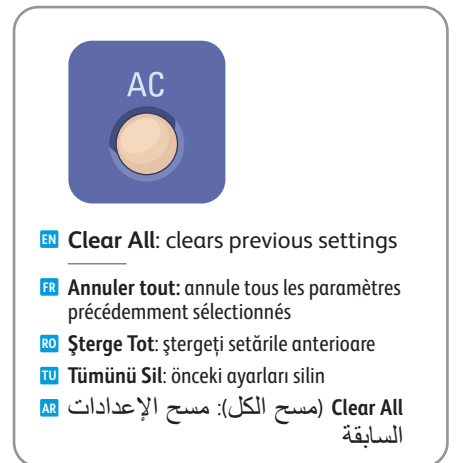 AC
EN Clear All: clears previous settings
FR Annuler tout: annule tous les paramètres
précédemment sélectionnés
RO Şterge Tot: ştergeţi setările anterioare
TU Tümünü Sil: önceki ayarları silin
AR Clear All (مسح الكل): مسح الإعدادات
السابقة